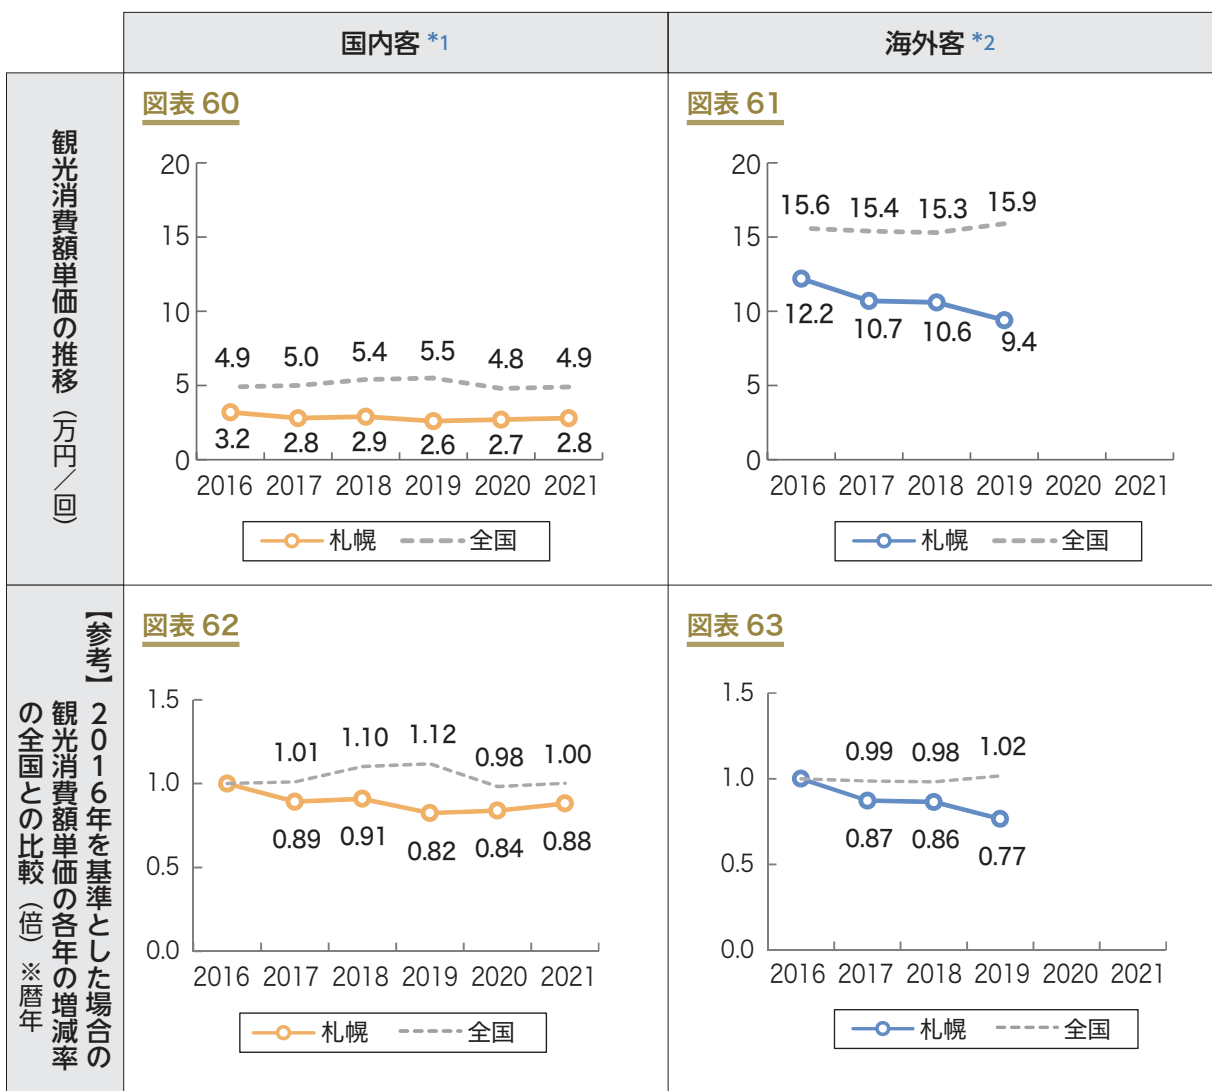 国内客 *1
海外客 *2
観光消費額単価の推移（万円／回）
図表 60
20
15
10
5
0
4.9 5.0 5.4 5.5 4.8 4.9
3.2 2.8 2.9 2.6 2.7 2.8
2016 2017 2018 2019 2020 2021
札幌 全国
図表 61
20
15
10
5
0
15.6 15.4 15.3 15.9
12.2 10.7 10.6 9.4
2016 2017 2018 2019 2020 2021
札幌 全国
【参考】2016年を基準とした場合の
観光消費額単価の各年の増減率
の全国との比較（倍）※暦年
図表 62
1.5
1.0
0.5
0.0
1.01 1.10 1.12 0.98 1.00
0.89 0.91 0.82 0.84 0.88
2016 2017 2018 2019 2020 2021
札幌 全国
図表 63
1.5
1.0
0.5
0.0
0.99 0.98 1.02
0.87 0.86 0.77
2016 2017 2018 2019 2020 2021
札幌 全国